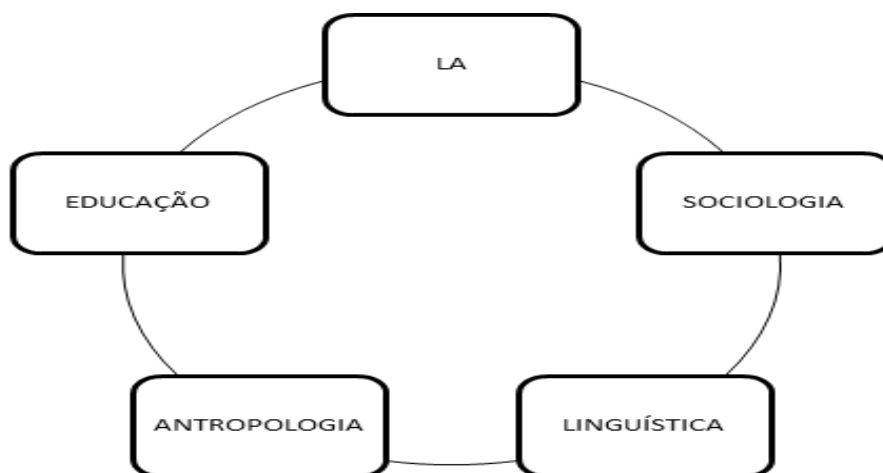 LA
EDUCAÇÃO
SOCIOLOGIA
ANTROPOLOGIA
LINGUÍSTICA